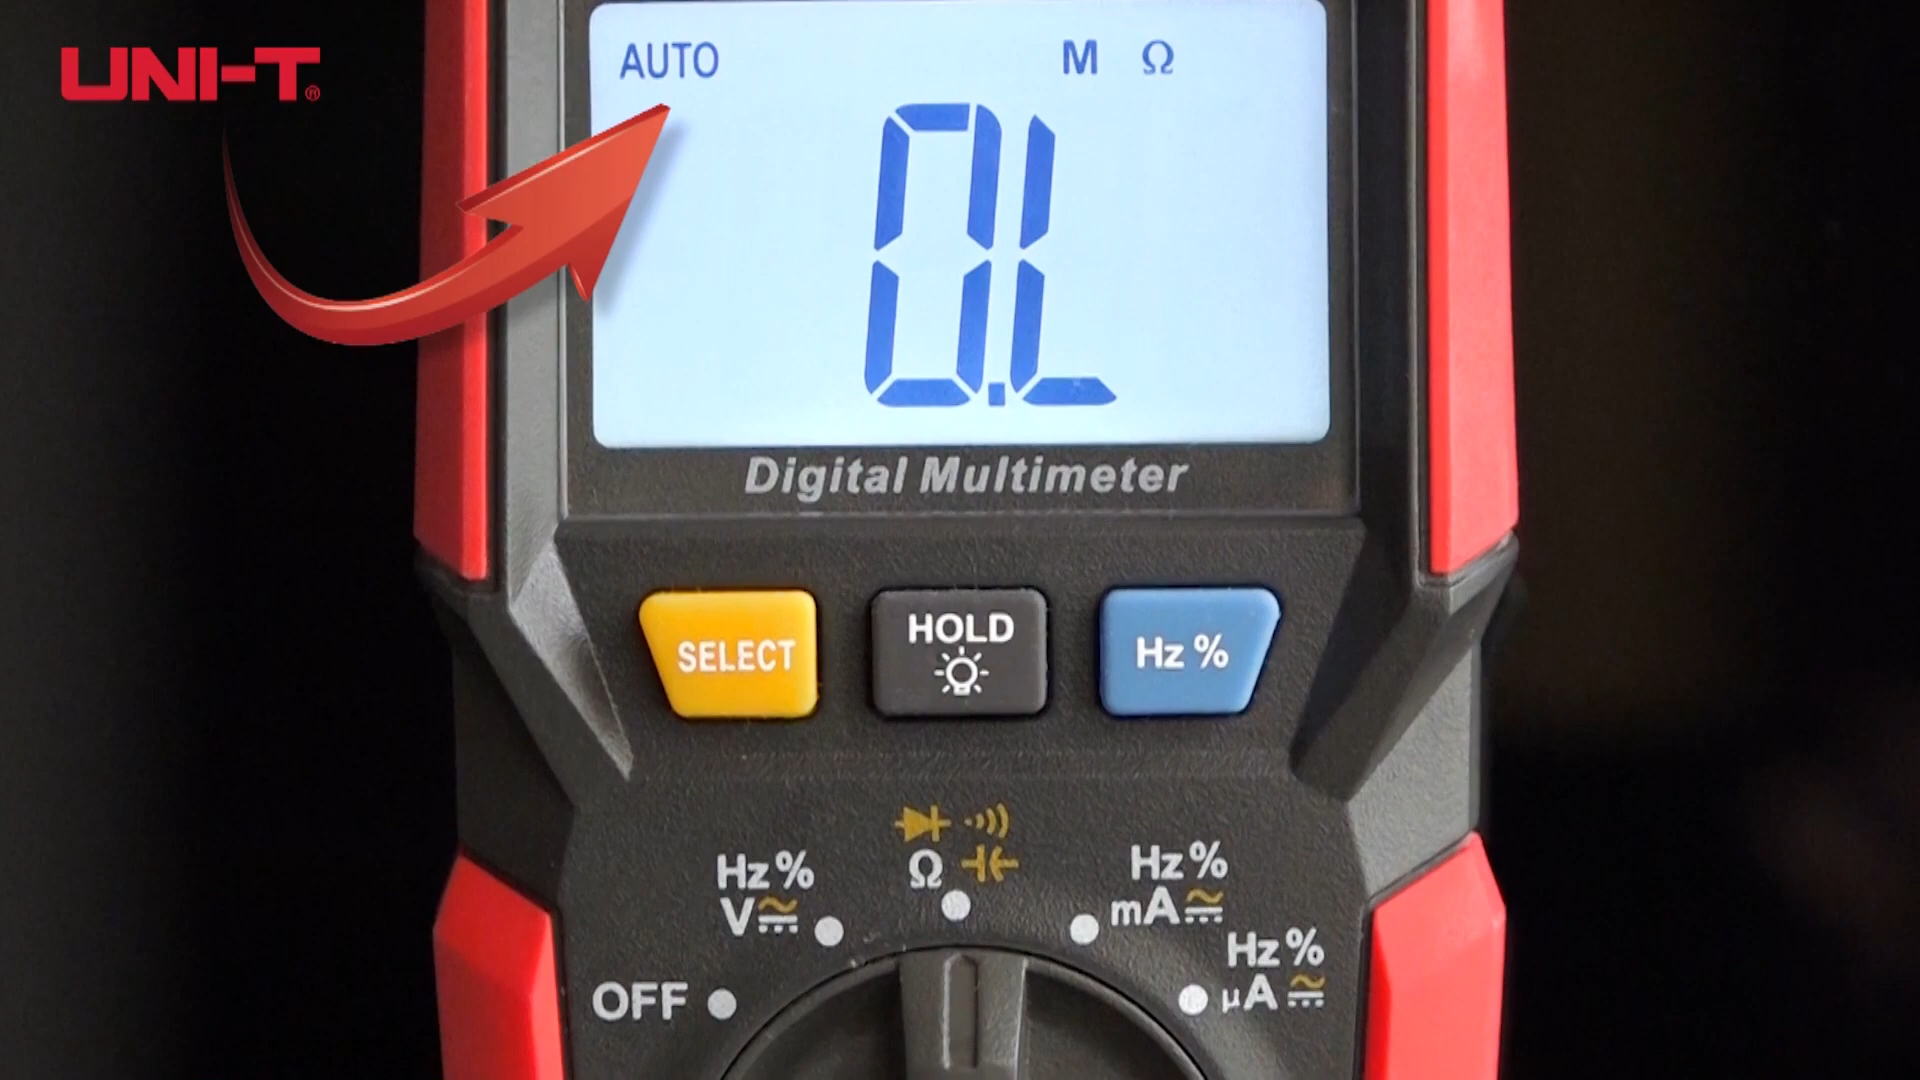 UNI-T®
AUTO M Ω
0.L
Digital Multimeter
SELECT
HOLD
Hz %
Hz %
V
Ω
Hz %
mA
Hz %
µA
OFF